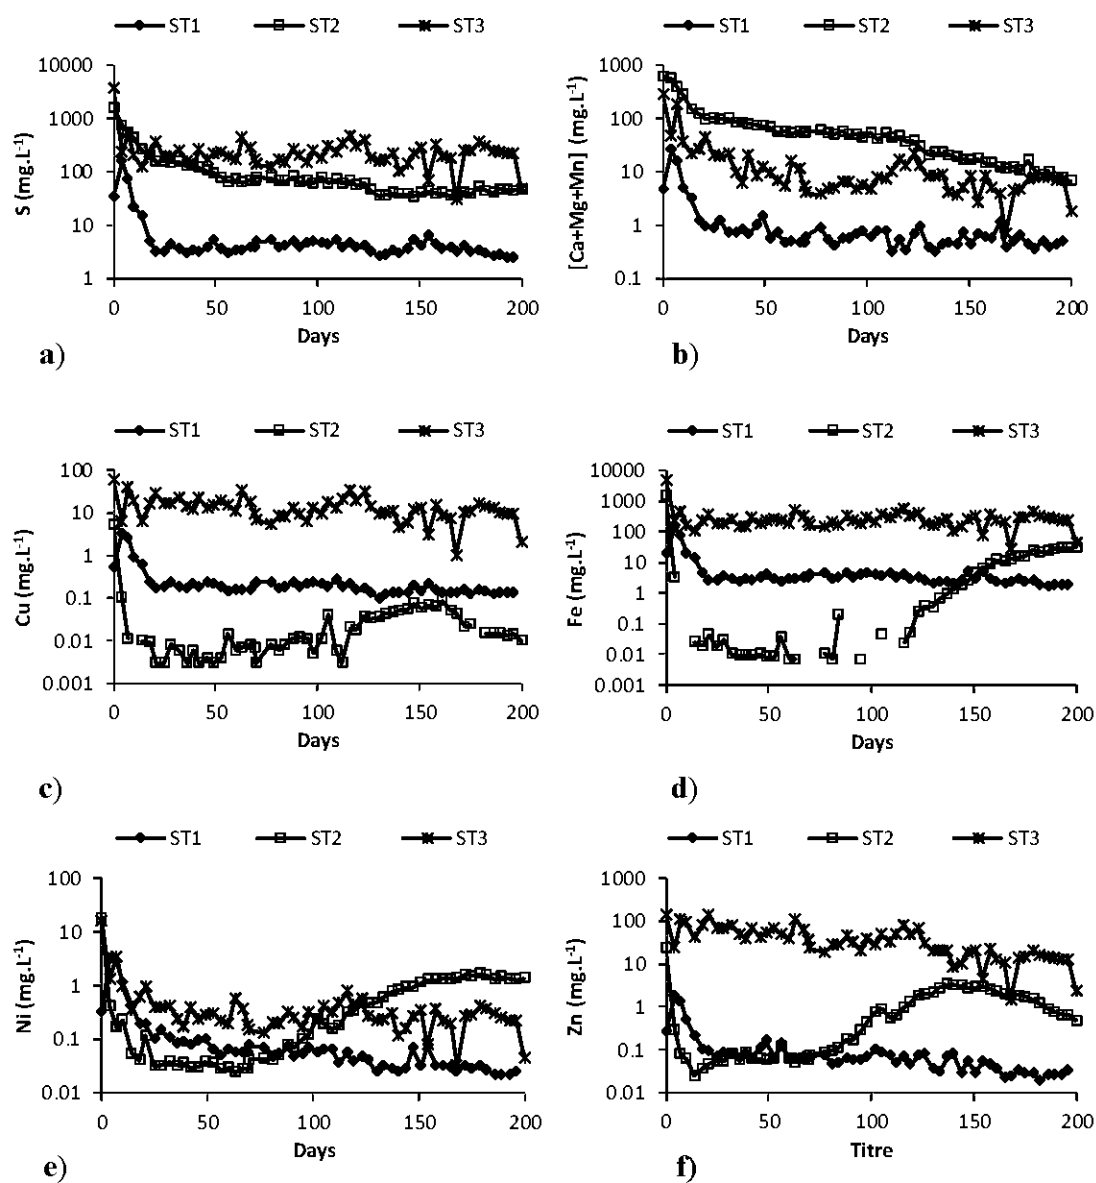 ST1 ST2 ST3
10000
1000
100
10
1
S (mg.L-1)
0 50 100 150 200
Days
a)
ST1 ST2 ST3
1000
100
10
1
0.1
[Ca+Mg+Mn] (mg.L-1)
0 50 100 150 200
Days
b)
ST1 ST2 ST3
100
10
1
0.1
0.01
0.001
Cu (mg.L-1)
0 50 100 150 200
Days
c)
ST1 ST2 ST3
10000
1000
100
10
1
0.1
0.01
0.001
Fe (mg.L-1)
0 50 100 150 200
Days
d)
ST1 ST2 ST3
100
10
1
0.1
0.01
Ni (mg.L-1)
0 50 100 150 200
Days
e)
ST1 ST2 ST3
1000
100
10
1
0.1
0.01
Zn (mg.L-1)
0 50 100 150 200
Titre
f)